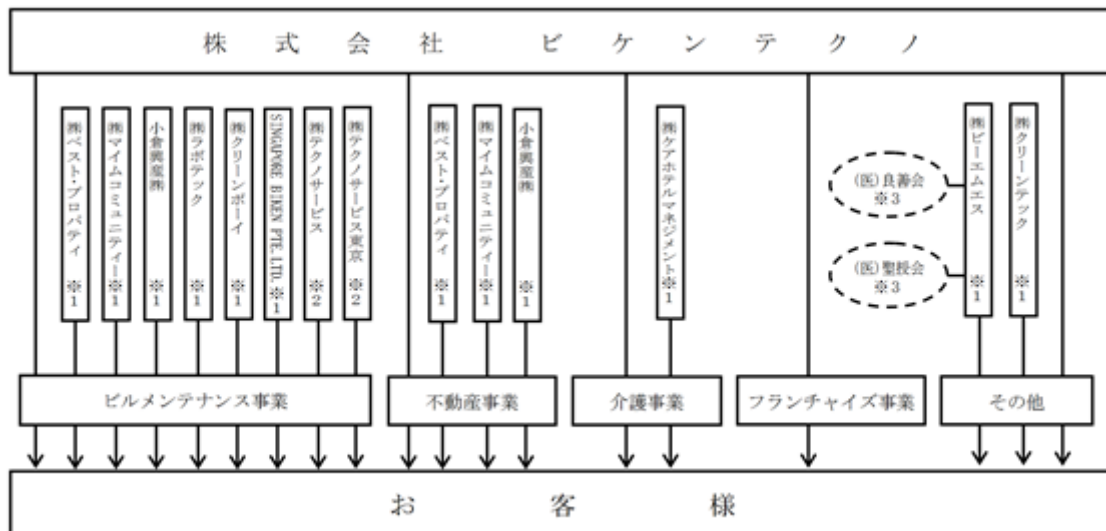 株式会社ビケンテクノ
㈱ベスト・プロパティ ※1
㈱マイムコミュニティー※1
小倉興産㈱ ※1
㈱ラボテック ※1
㈱クリーンボーイ ※1
SINGAPORE BIKEN PTE.LTD.※1
㈱テクノサービス ※2
㈱テクノサービス東京 ※2
㈱ベスト・プロパティ ※1
㈱マイムコミュニティー※1
小倉興産㈱ ※1
㈱ケアホテルマネジメント※1
(医)良善会
※3
(医)聖授会
※3
㈱ビーエムエス ※1
㈱クリーンテック ※1
ビルメンテナンス事業
不動産事業
介護事業
フランチャイズ事業
その他
お客様